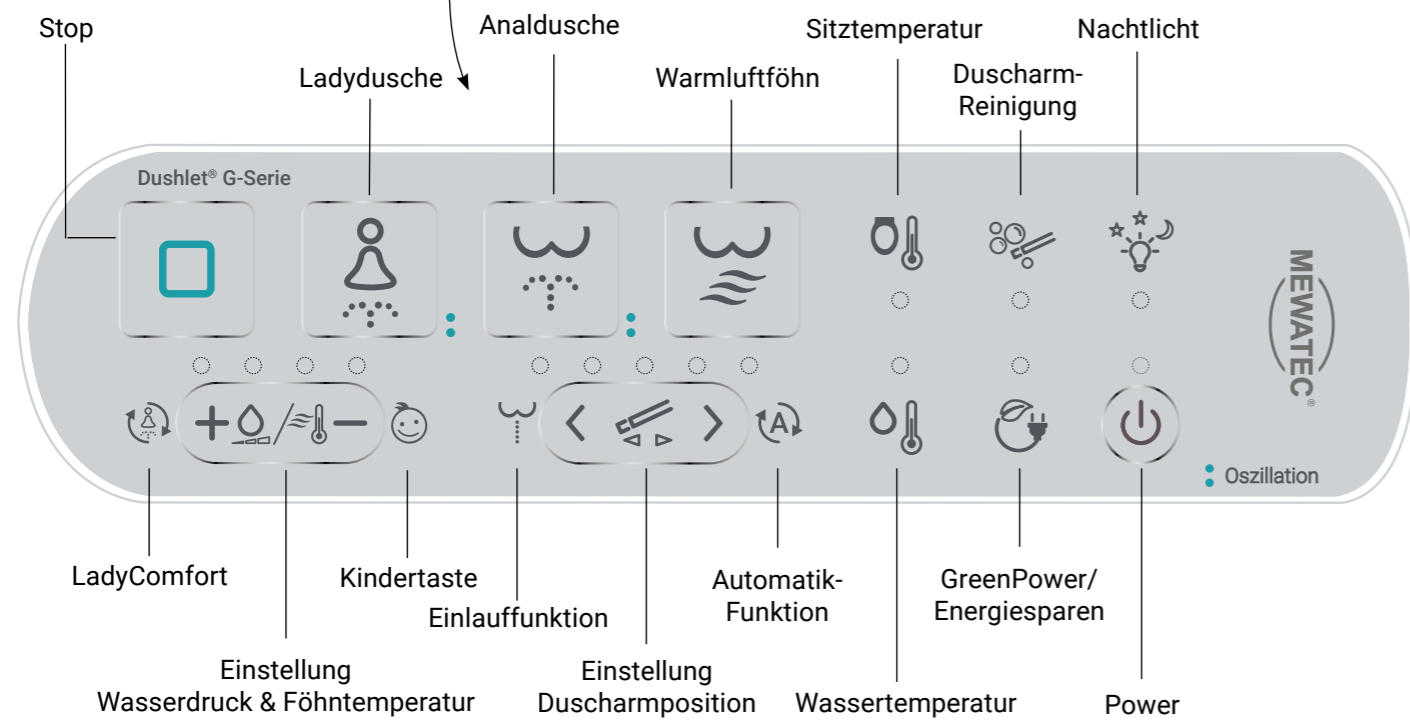 Stop
Analdusche
Sitztemperatur
Nachtlicht
Ladydusche
Warmluftföhn
Duscharm-
Reinigung
Dushlet® G-Serie
MEWATEC®
A
Oszillation
LadyComfort
Kindertaste
Einlauffunktion
Automatik-
Funktion
GreenPower/
Energiesparen
Einstellung
Wasserdruck & Föhntemperatur
Einstellung
Duscharmposition
Wassertemperatur
Power